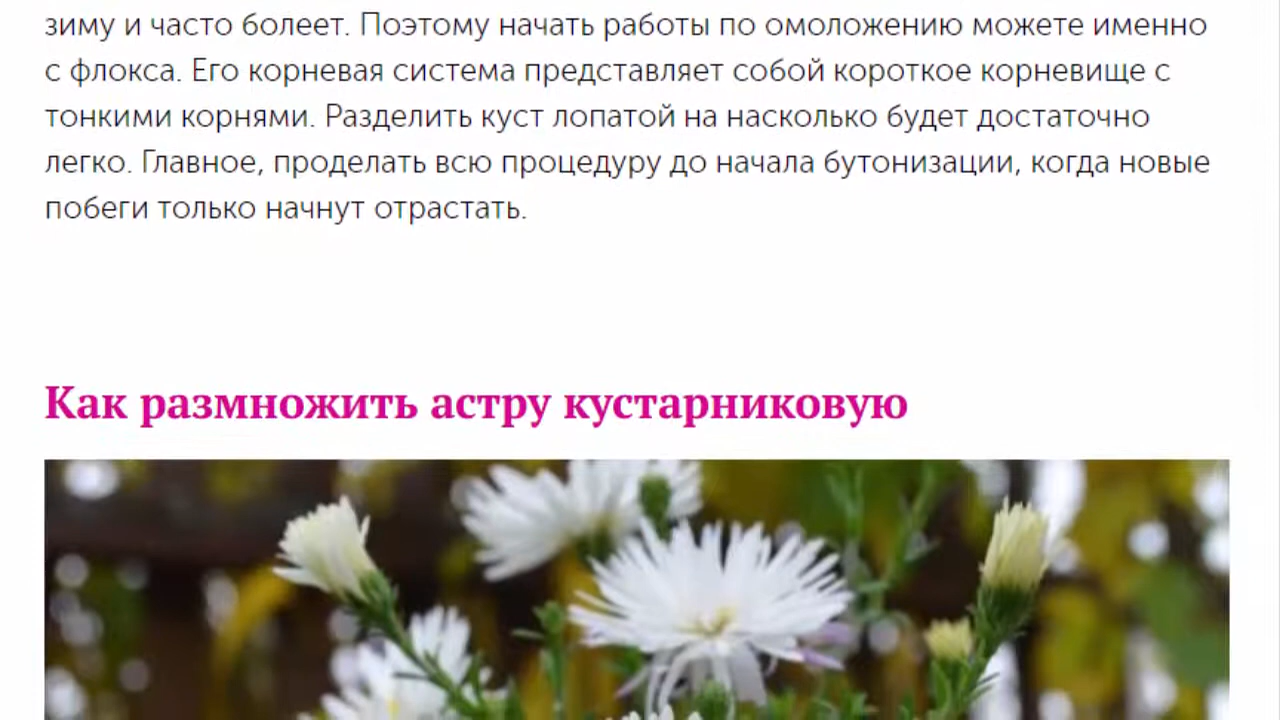 зиму и часто болеет. Поэтому начать работы по омоложению можете именно
с флокса. Его корневая система представляет собой короткое корневище с
тонкими корнями. Разделить куст лопатой на насколько будет достаточно
легко. Главное, проделать всю процедуру до начала бутонизации, когда новые
побеги только начнут отрастать.
Как размножить астру кустарниковую